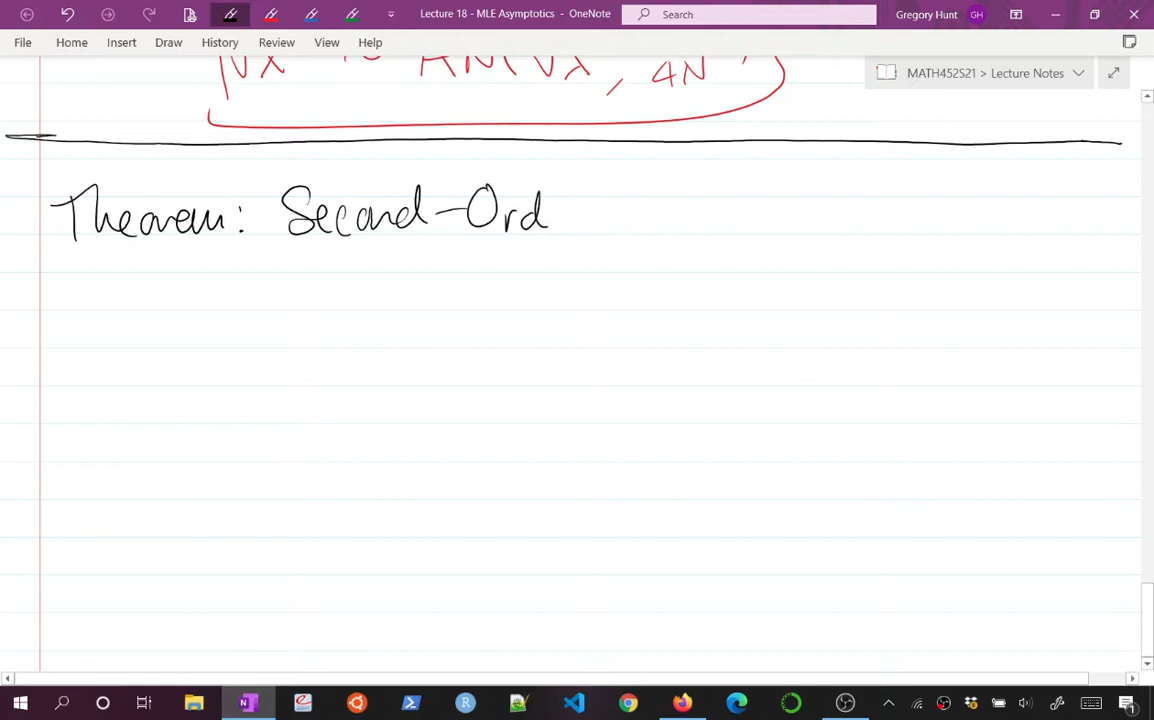 Lecture 18 - MLE Asymptotics - OneNote
Search
Gregory Hunt
GH
File Home Insert Draw History Review View Help
MATH452S21 > Lecture Notes
4N
Theorem: Second-Ord